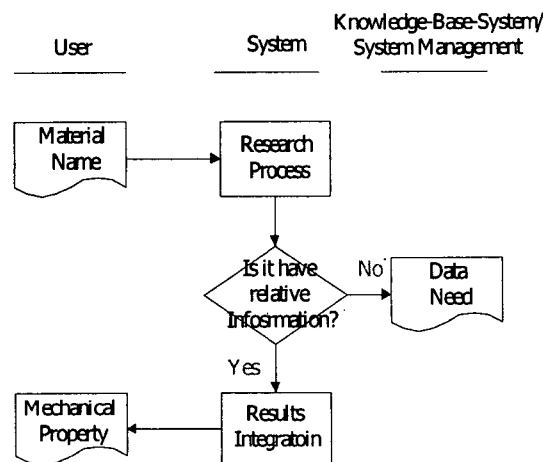 User
System
Knowledge-Base-System/
System Management
Material
Name
Research
Process
Is it have
relative
Infosrmation?
No
Data
Need
Yes
Mechanical
Property
Results
Integratoin